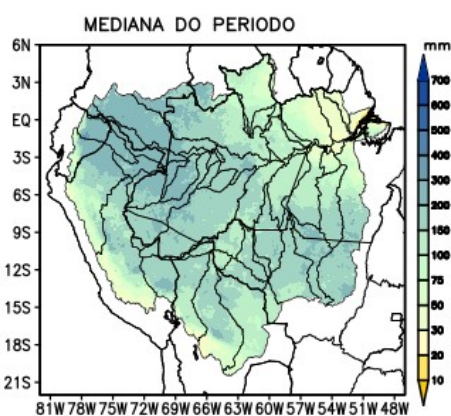 MEDIANA DO PERIODO
mm
6N
3N
EQ
3S
6S
9S
12S
15S
18S
21S
700
600
500
400
300
200
150
100
75
50
30
20
10
81W 78W 75W 72W 69W 66W 63W 60W 57W 54W 51W 48W